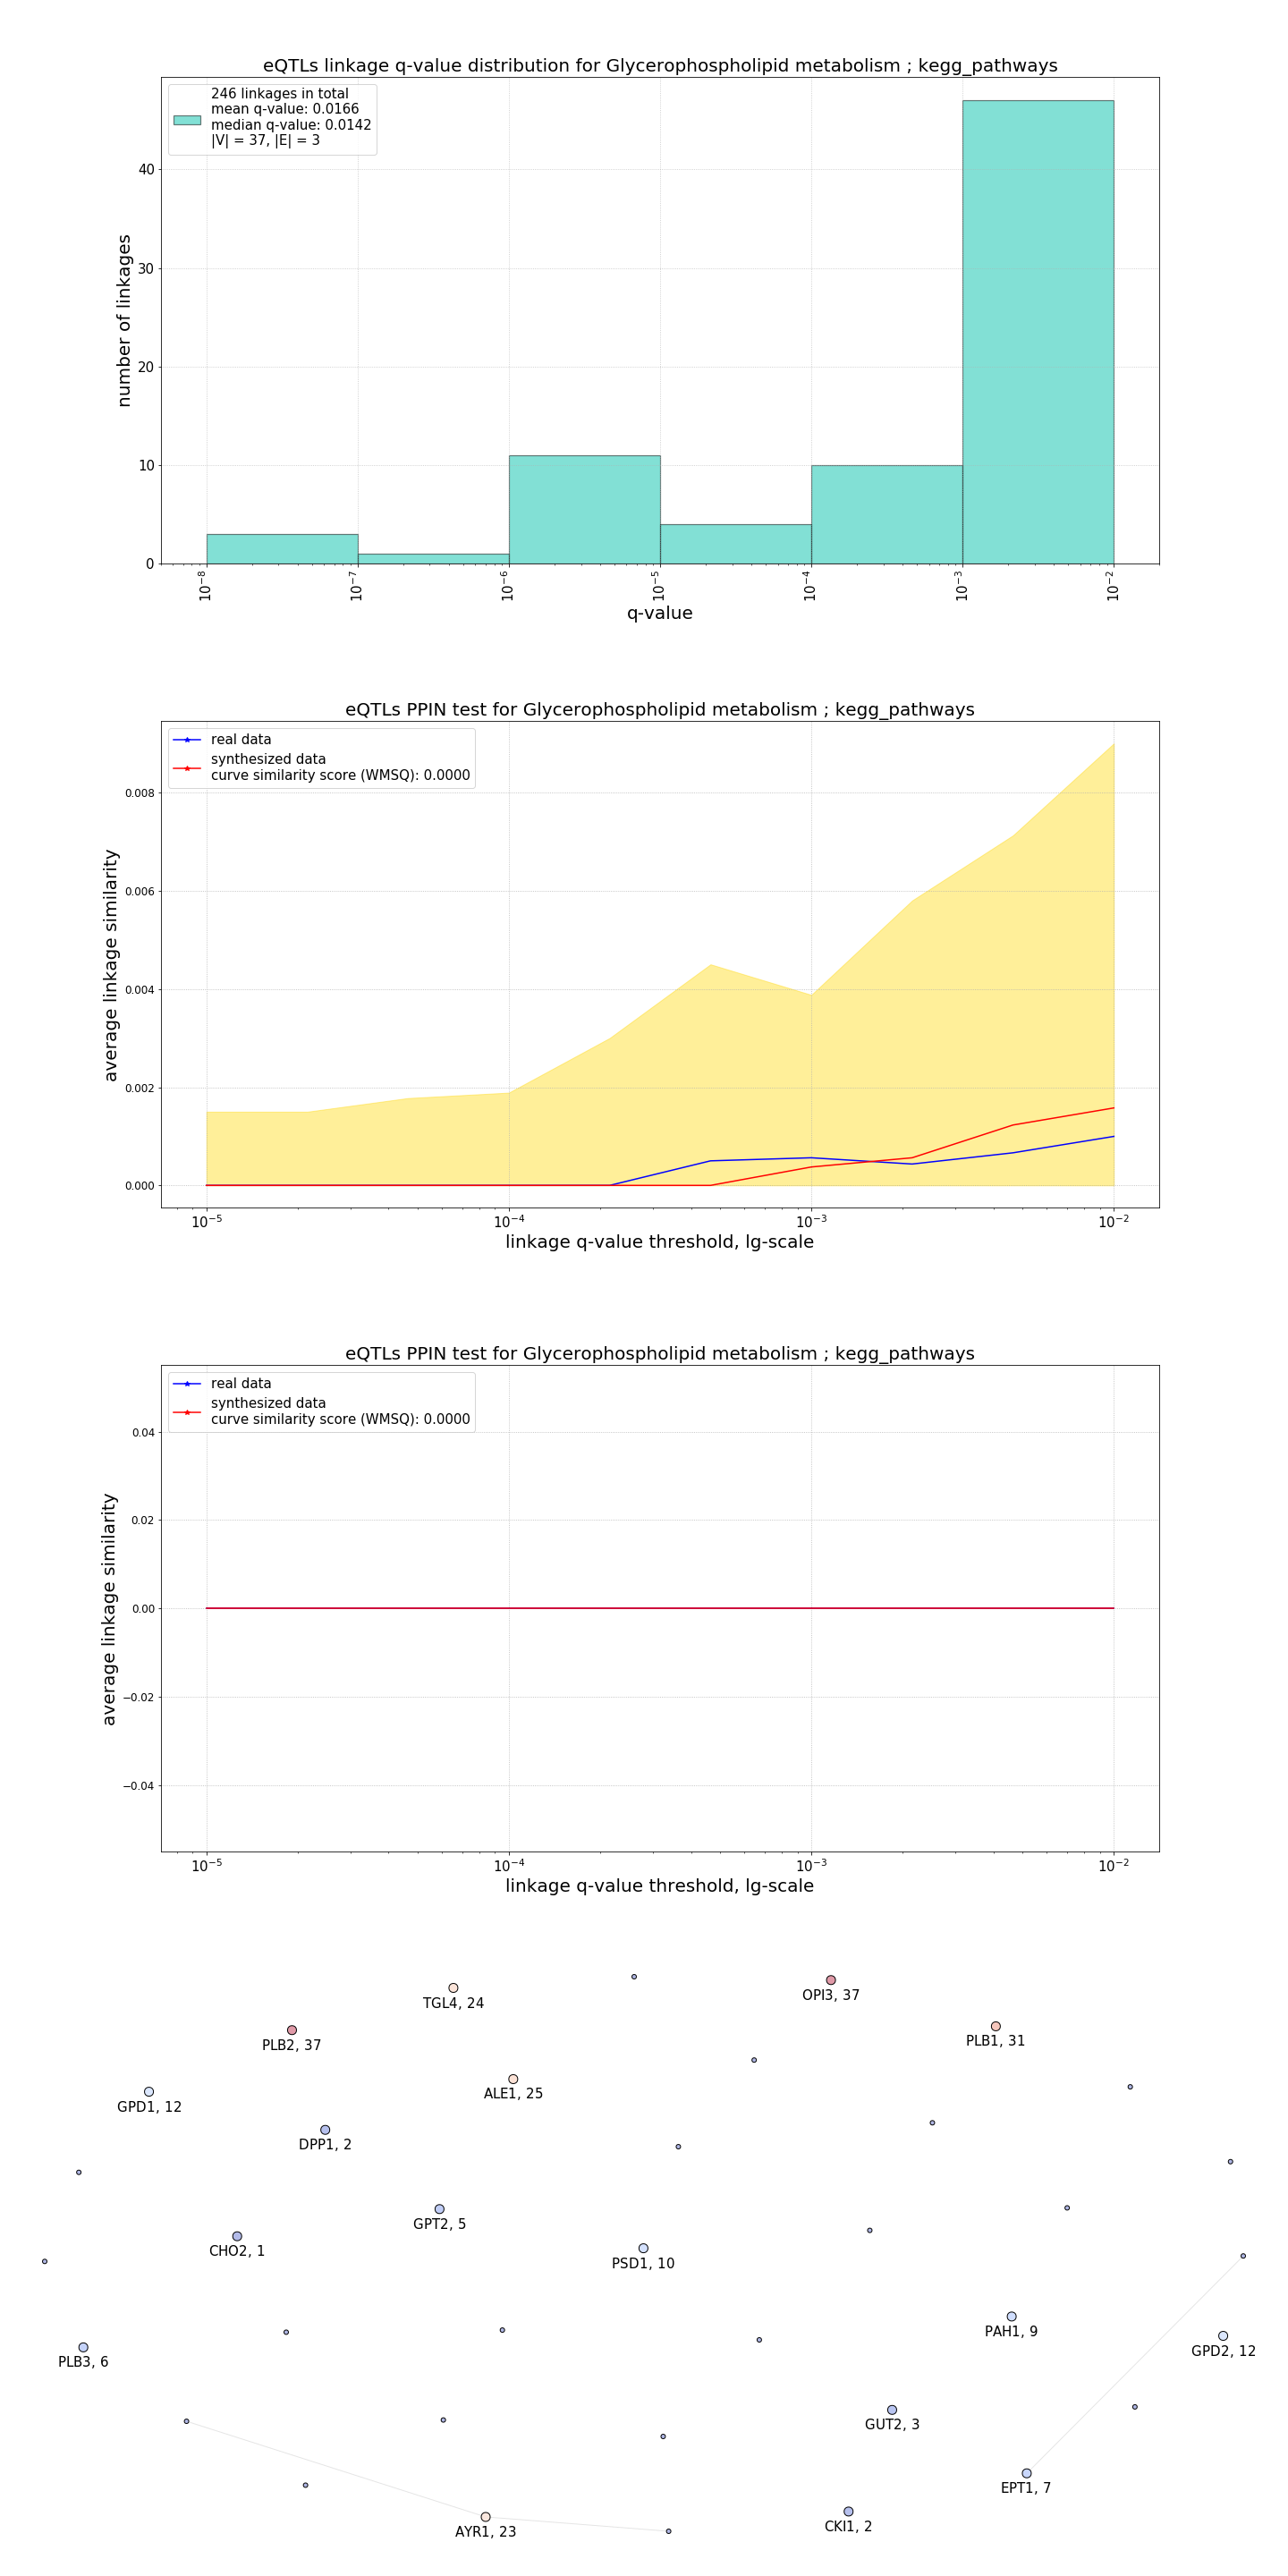 eQTLs linkage q-value distribution for Glycerophospholipid metabolism ; kegg_pathways
246 linkages in total
mean q-value: 0.0166
median q-value: 0.0142
|V| = 37, |E| = 3
number of linkages
40
30
20
10
0
10^{-8} 10^{-7} 10^{-6} 10^{-5} 10^{-4} 10^{-3} 10^{-2}
q-value
eQTLs PPIN test for Glycerophospholipid metabolism ; kegg_pathways
real data
synthesized data
curve similarity score (WMSQ): 0.0000
average linkage similarity
0.008
0.006
0.004
0.002
0.000
10^{-5} 10^{-4} 10^{-3} 10^{-2}
linkage q-value threshold, lg-scale
eQTLs PPIN test for Glycerophospholipid metabolism ; kegg_pathways
real data
synthesized data
curve similarity score (WMSQ): 0.0000
average linkage similarity
0.04
0.02
0.00
−0.02
−0.04
10^{-5} 10^{-4} 10^{-3} 10^{-2}
linkage q-value threshold, lg-scale
OPI3, 37
TGL4, 24
PLB1, 31
PLB2, 37
ALE1, 25
GPD1, 12
DPP1, 2
GPT2, 5
CHO2, 1
PSD1, 10
PAH1, 9
GPD2, 12
PLB3, 6
GUT2, 3
EPT1, 7
CKI1, 2
AYR1, 23